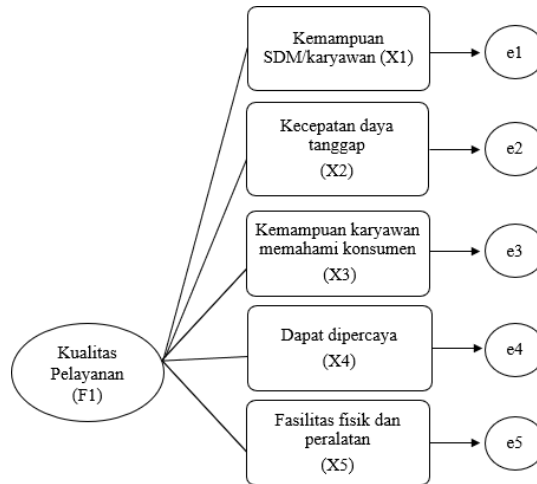 Kemampuan
SDM/karyawan (X1)
e1
Kecepatan daya
tanggap
(X2)
e2
Kemampuan karyawan
memahami konsumen
(X3)
e3
Kualitas
Pelayanan
(F1)
Dapat dipercaya
(X4)
e4
Fasilitas fisik dan
peralatan
(X5)
e5